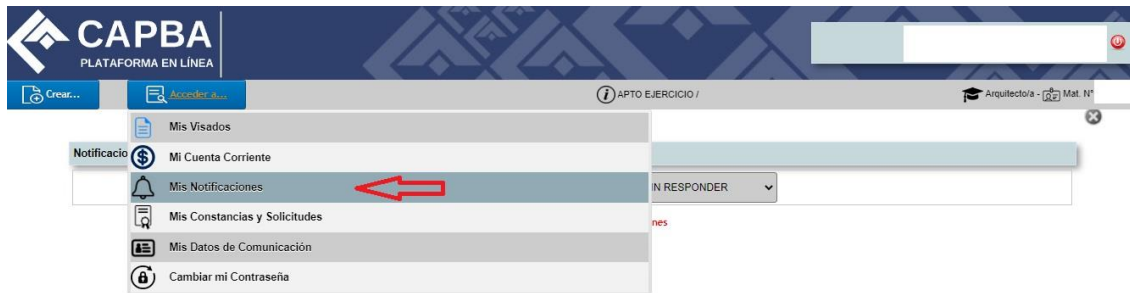 CAPBA
PLATAFORMA EN LÍNEA
Crear...
Acceder a...
APTO EJERCICIO /
Arquitecto/a - Mat. N°
Mis Visados
Notificacio
Mi Cuenta Corriente
Mis Notificaciones
IN RESPONDER
Mis Constancias y Solicitudes
nes
Mis Datos de Comunicación
Cambiar mi Contraseña